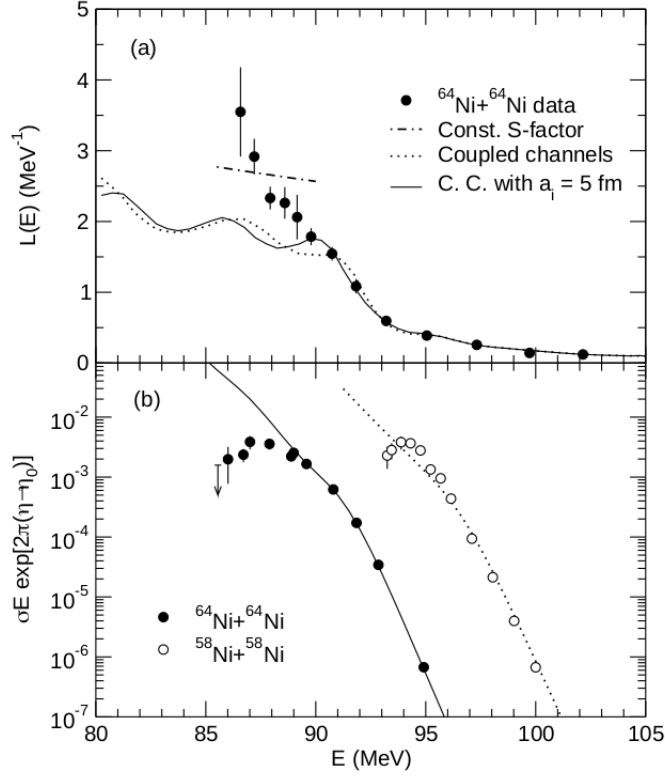 (a)
5
4
3
2
1
0
L(E) (MeV⁻¹)
⁶⁴Ni+⁶⁴Ni data
Const. S-factor
Coupled channels
C. C. with aᵢ = 5 fm
(b)
10⁻²
10⁻³
10⁻⁴
10⁻⁵
10⁻⁶
10⁻⁷
σE exp[2π(η−η₀)]
⁶⁴Ni+⁶⁴Ni
⁵⁸Ni+⁵⁸Ni
80 85 90 95 100 105
E (MeV)